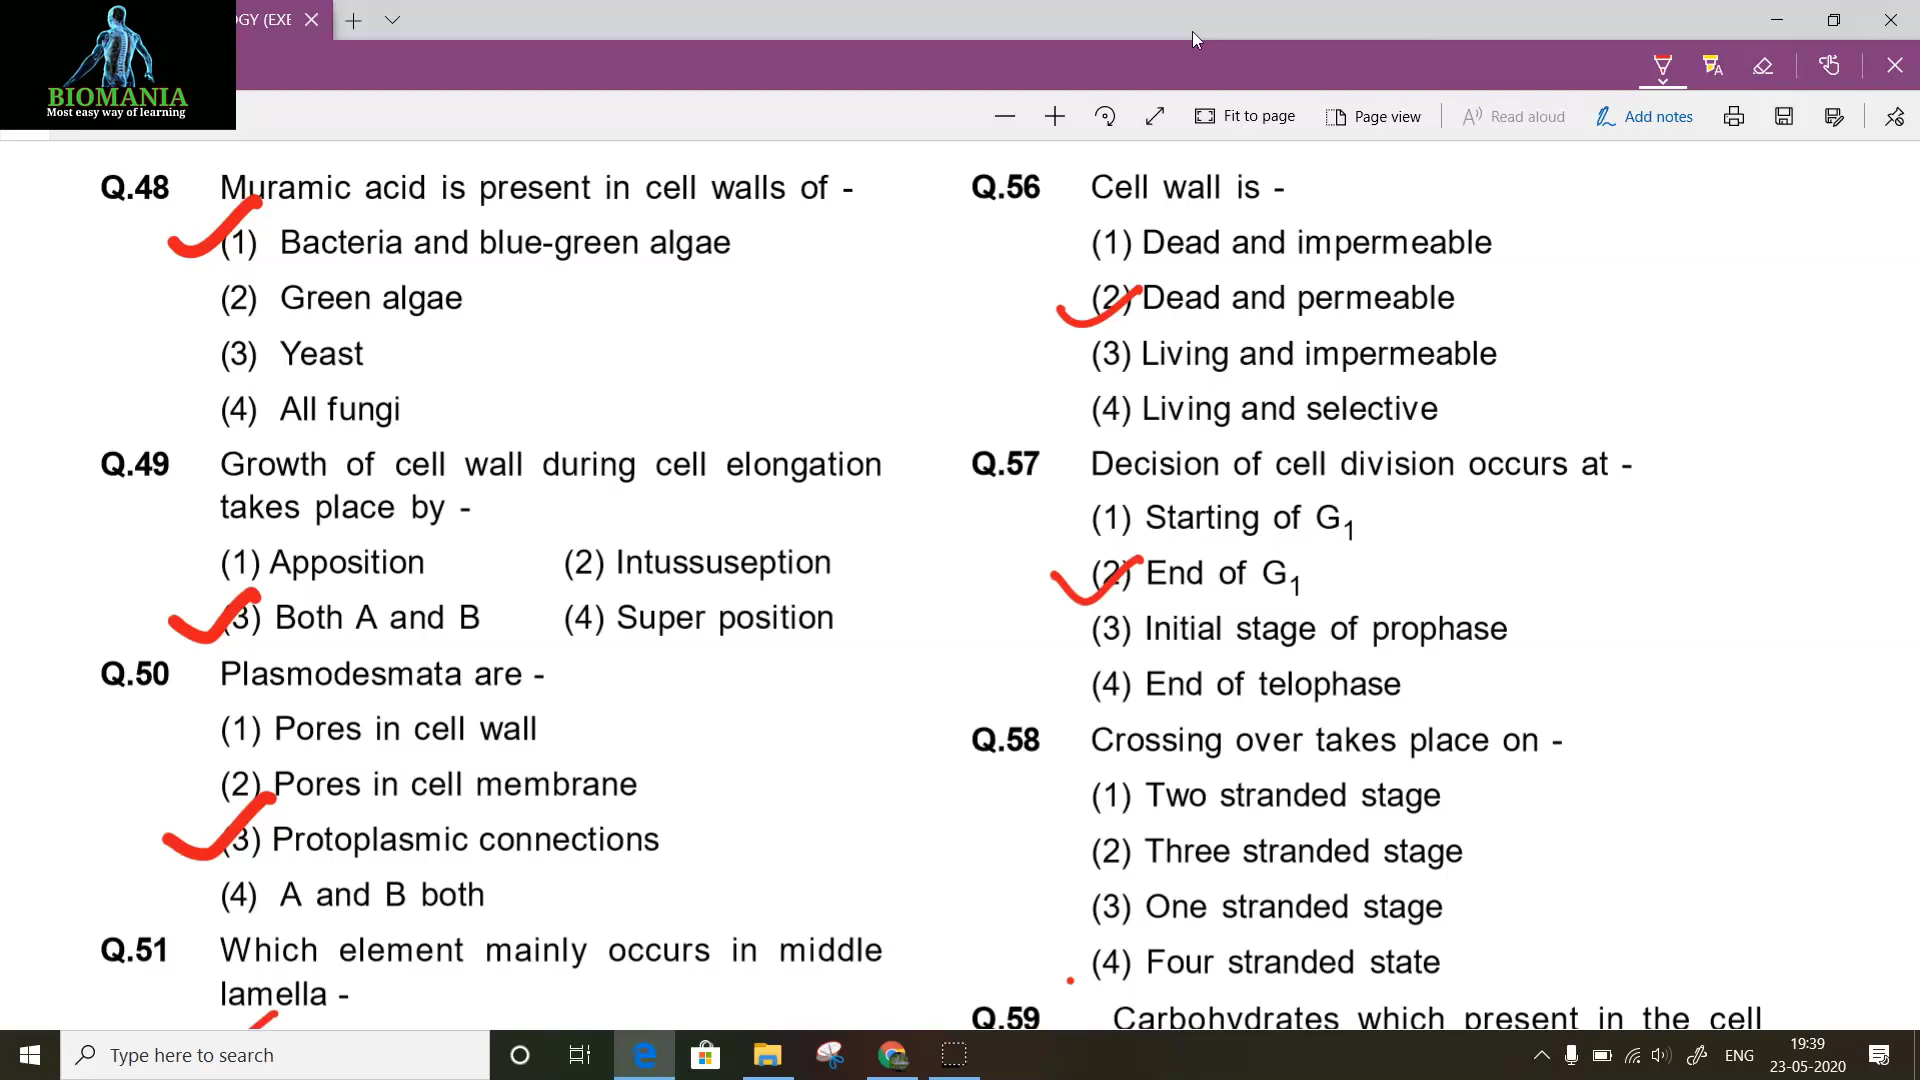 OGY (EXE
BIOMANIA
Most easy way of learning
Fit to page
Page view
Read aloud
Add notes
Q.48 Muramic acid is present in cell walls of -
(1) Bacteria and blue-green algae
(2) Green algae
(3) Yeast
(4) All fungi
Q.49 Growth of cell wall during cell elongation
takes place by -
(1) Apposition (2) Intussuseption
(3) Both A and B (4) Super position
Q.50 Plasmodesmata are -
(1) Pores in cell wall
(2) Pores in cell membrane
(3) Protoplasmic connections
(4) A and B both
Q.51 Which element mainly occurs in middle
lamella -
Q.56 Cell wall is -
(1) Dead and impermeable
(2) Dead and permeable
(3) Living and impermeable
(4) Living and selective
Q.57 Decision of cell division occurs at -
(1) Starting of G1
(2) End of G1
(3) Initial stage of prophase
(4) End of telophase
Q.58 Crossing over takes place on -
(1) Two stranded stage
(2) Three stranded stage
(3) One stranded stage
(4) Four stranded state
Q.59 Carbohydrates which present in the cell
Type here to search
ENG
19:39
23-05-2020